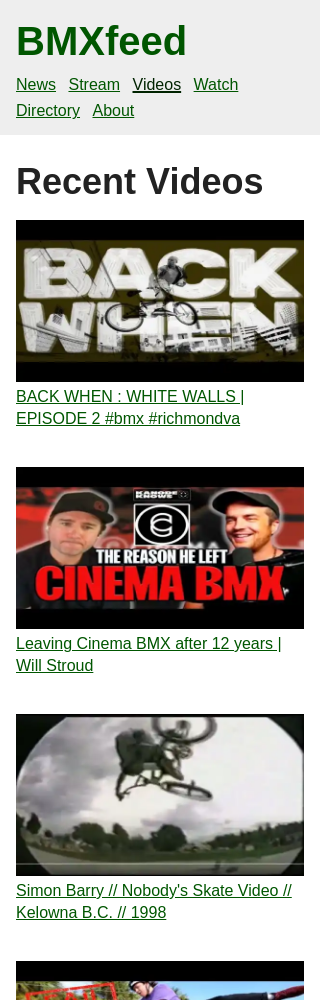 BMXfeed
News Stream Videos Watch
Directory About
Recent Videos
BACK
WHEN
BACK WHEN : WHITE WALLS |
EPISODE 2 #bmx #richmondva
KANODE
KNOWS
THE REASON HE LEFT
CINEMA BMX
Leaving Cinema BMX after 12 years |
Will Stroud
Simon Barry // Nobody's Skate Video //
Kelowna B.C. // 1998